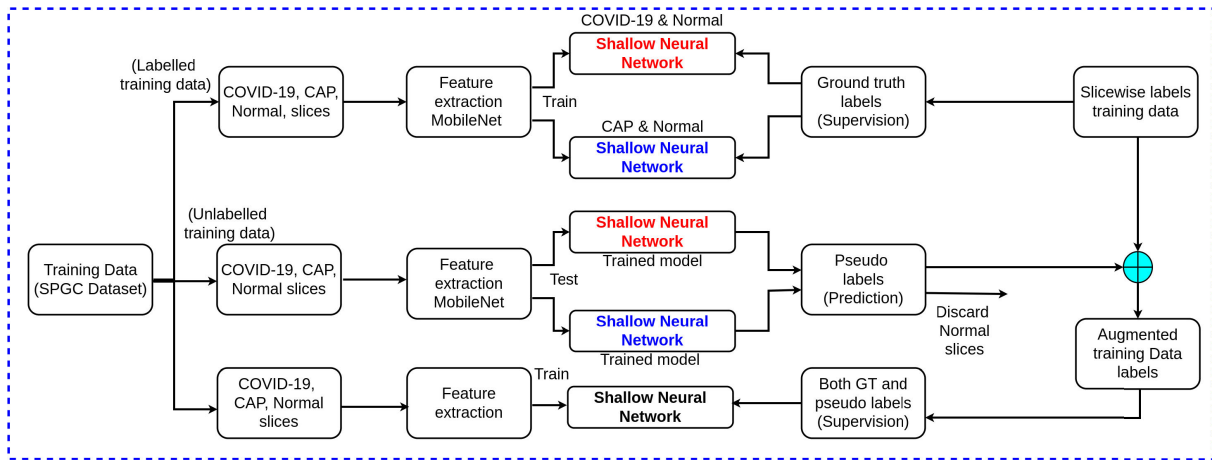 COVID-19 & Normal
Shallow Neural
Network
(Labelled
training data)
COVID-19, CAP,
Normal, slices
Feature
extraction
MobileNet
Train
CAP & Normal
Shallow Neural
Network
Ground truth
labels
(Supervision)
Slicewise labels
training data
Training Data
(SPGC Dataset)
(Unlabelled
training data)
COVID-19, CAP,
Normal slices
Feature
extraction
MobileNet
Test
Shallow Neural
Network
Trained model
Shallow Neural
Network
Trained model
Pseudo
labels
(Prediction)
Discard
Normal
slices
Augmented
training Data
labels
COVID-19,
CAP, Normal
slices
Feature
extraction
Train
Shallow Neural
Network
Both GT and
pseudo labels
(Supervision)